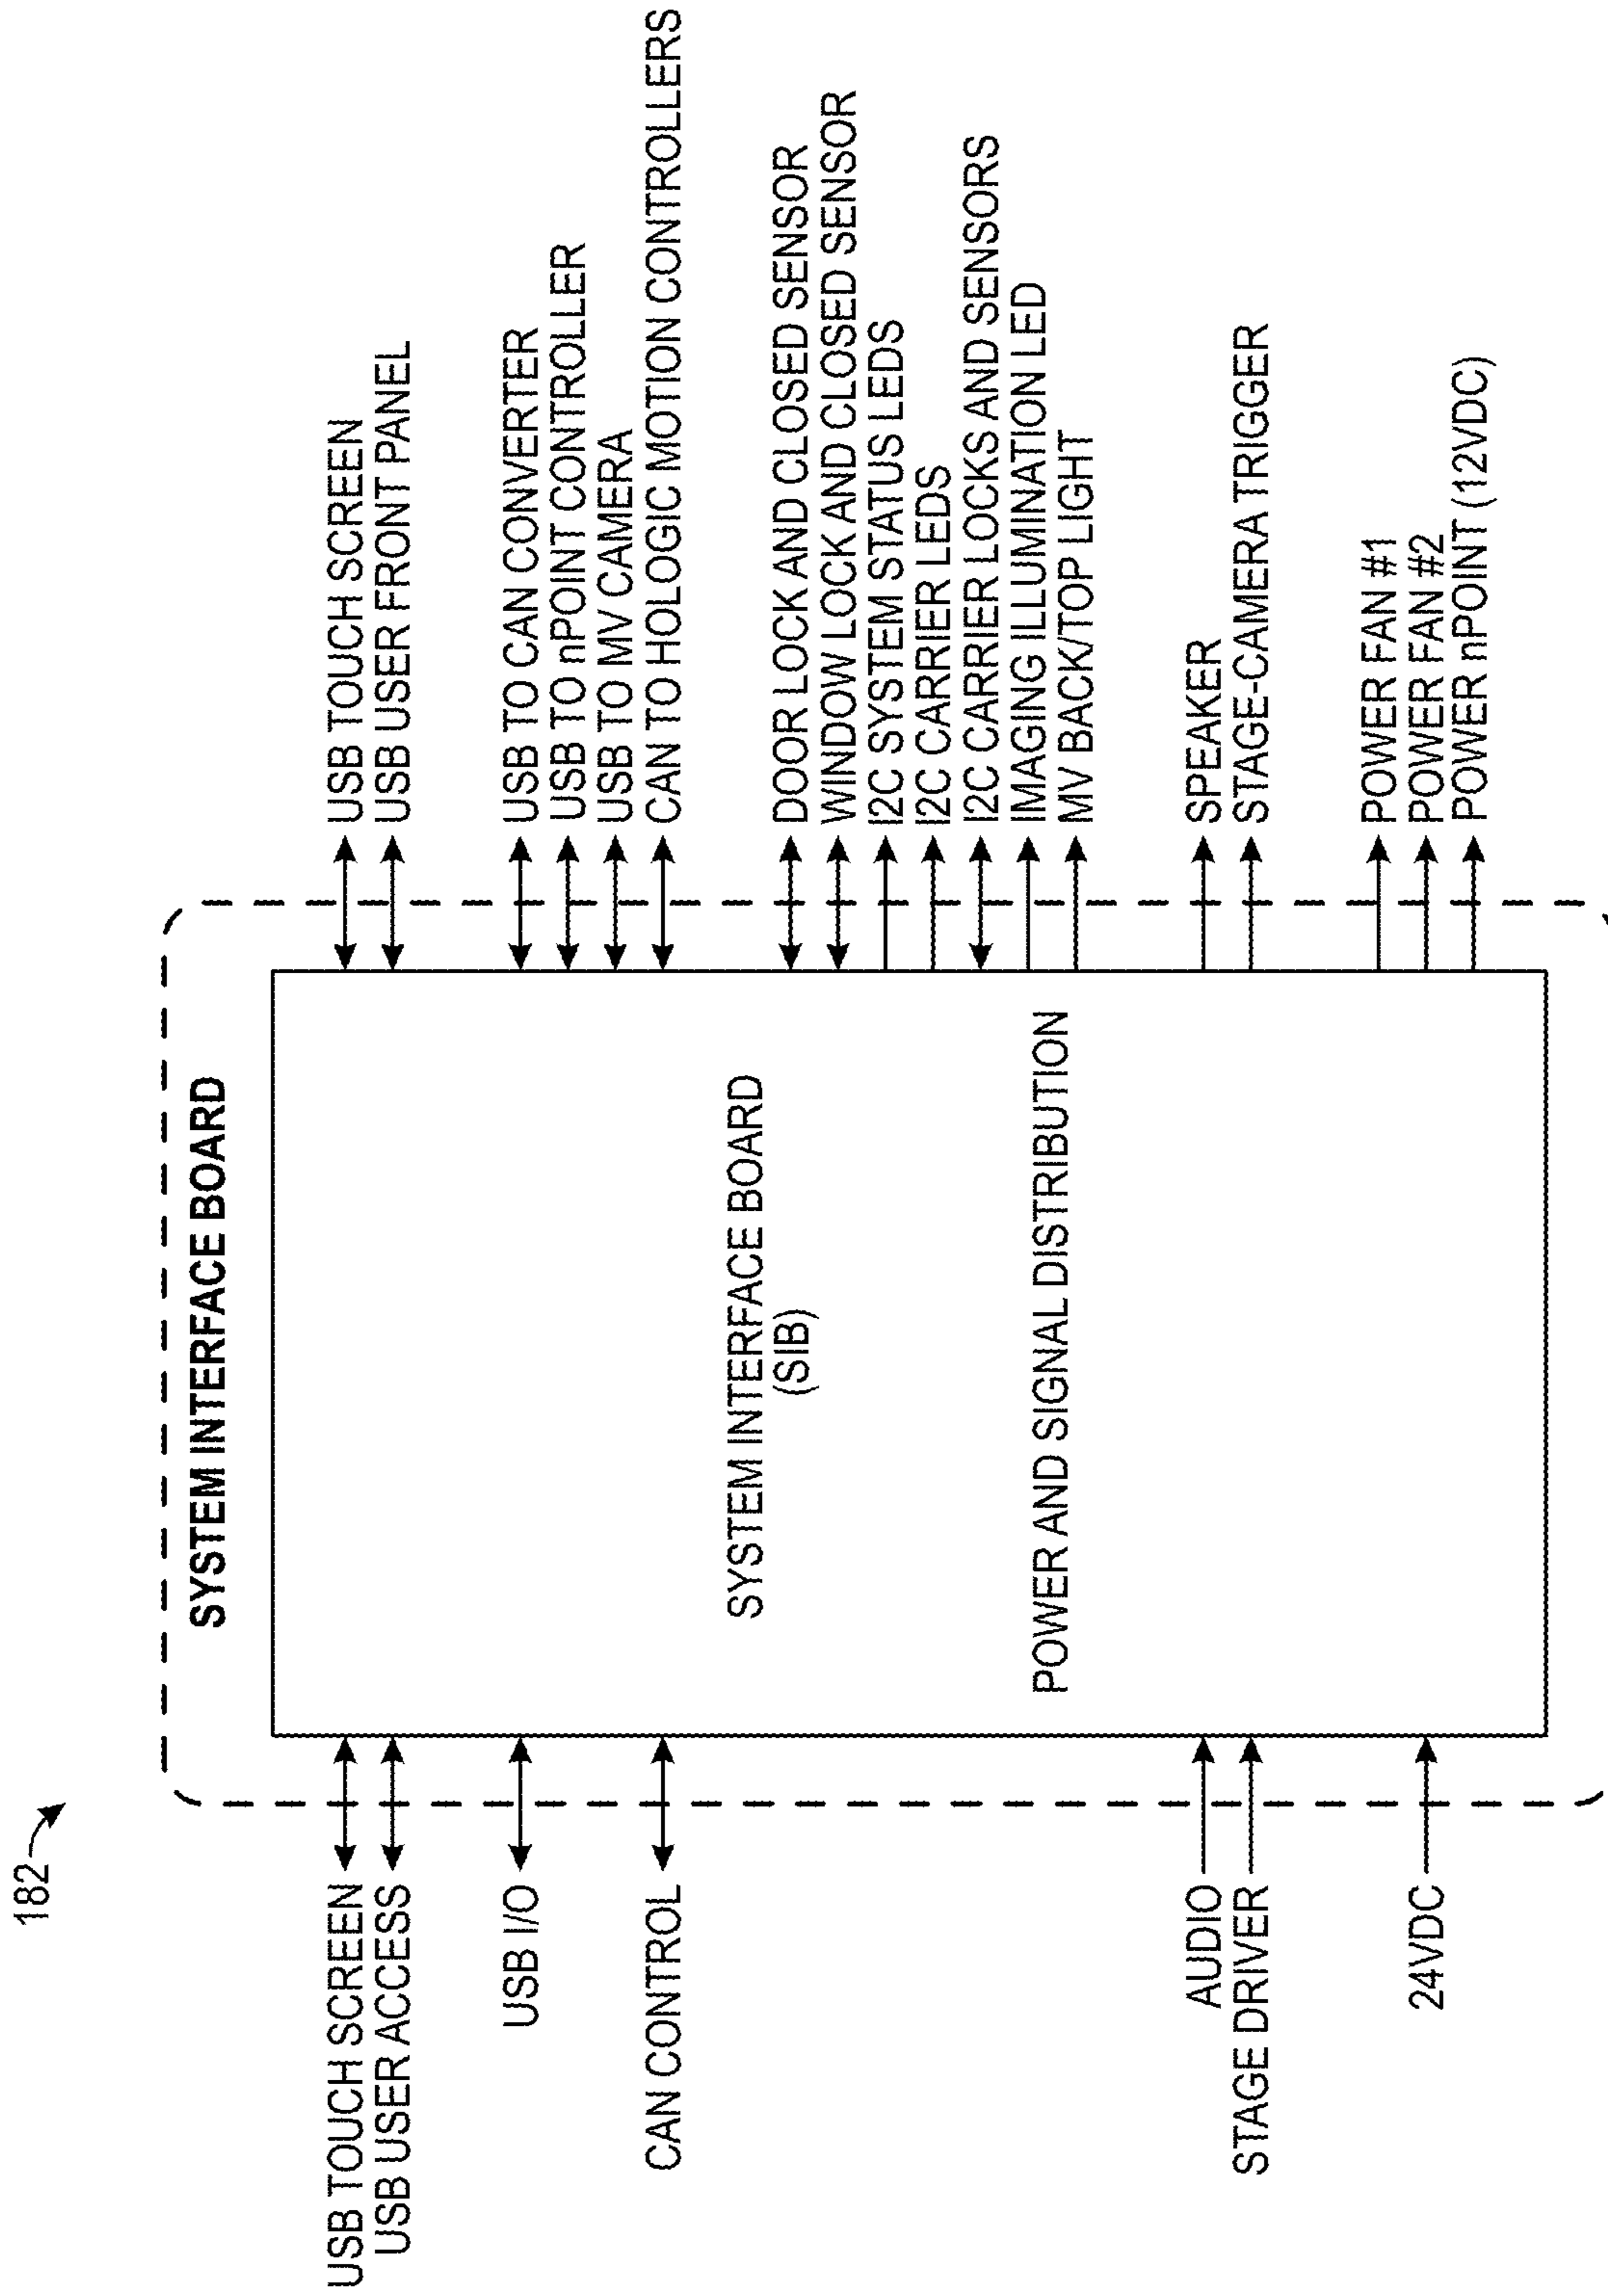 182
SYSTEM INTERFACE BOARD
USB TOUCH SCREEN
USB USER ACCESS
USB I/O
CAN CONTROL
AUDIO
STAGE DRIVER
24VDC
SYSTEM INTERFACE BOARD
(SIB)
POWER AND SIGNAL DISTRIBUTION
USB TOUCH SCREEN
USB USER FRONT PANEL
USB TO CAN CONVERTER
USB TO nPOINT CONTROLLER
USB TO MV CAMERA
CAN TO HOLOGIC MOTION CONTROLLERS
DOOR LOCK AND CLOSED SENSOR
WINDOW LOCK AND CLOSED SENSOR
I2C SYSTEM STATUS LEDS
I2C CARRIER LEDS
I2C CARRIER LOCKS AND SENSORS
IMAGING ILLUMINATION LED
MV BACK/TOP LIGHT
SPEAKER
STAGE-CAMERA TRIGGER
POWER FAN #1
POWER FAN #2
POWER nPOINT (12VDC)